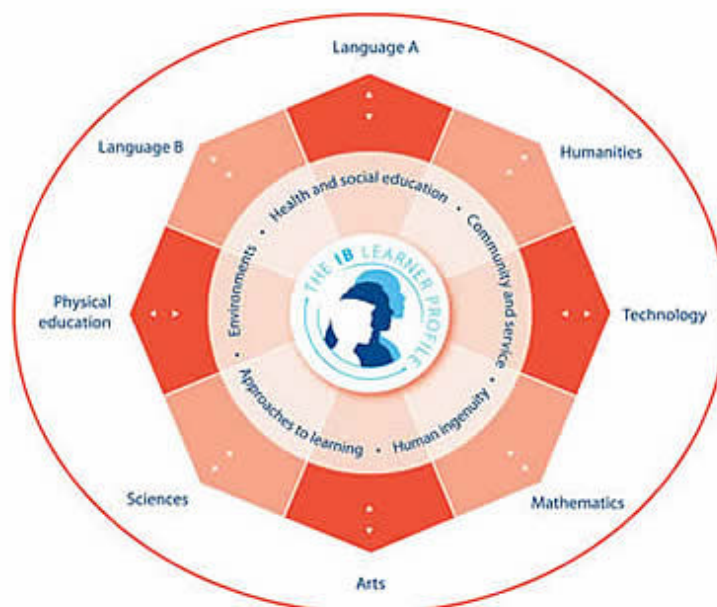 Language A
Language B
Humanities
Health and social education
Community and service
Environments
THE IB LEARNER PROFILE
Physical
education
Technology
Approaches to learning
Human ingenuity
Sciences
Mathematics
Arts